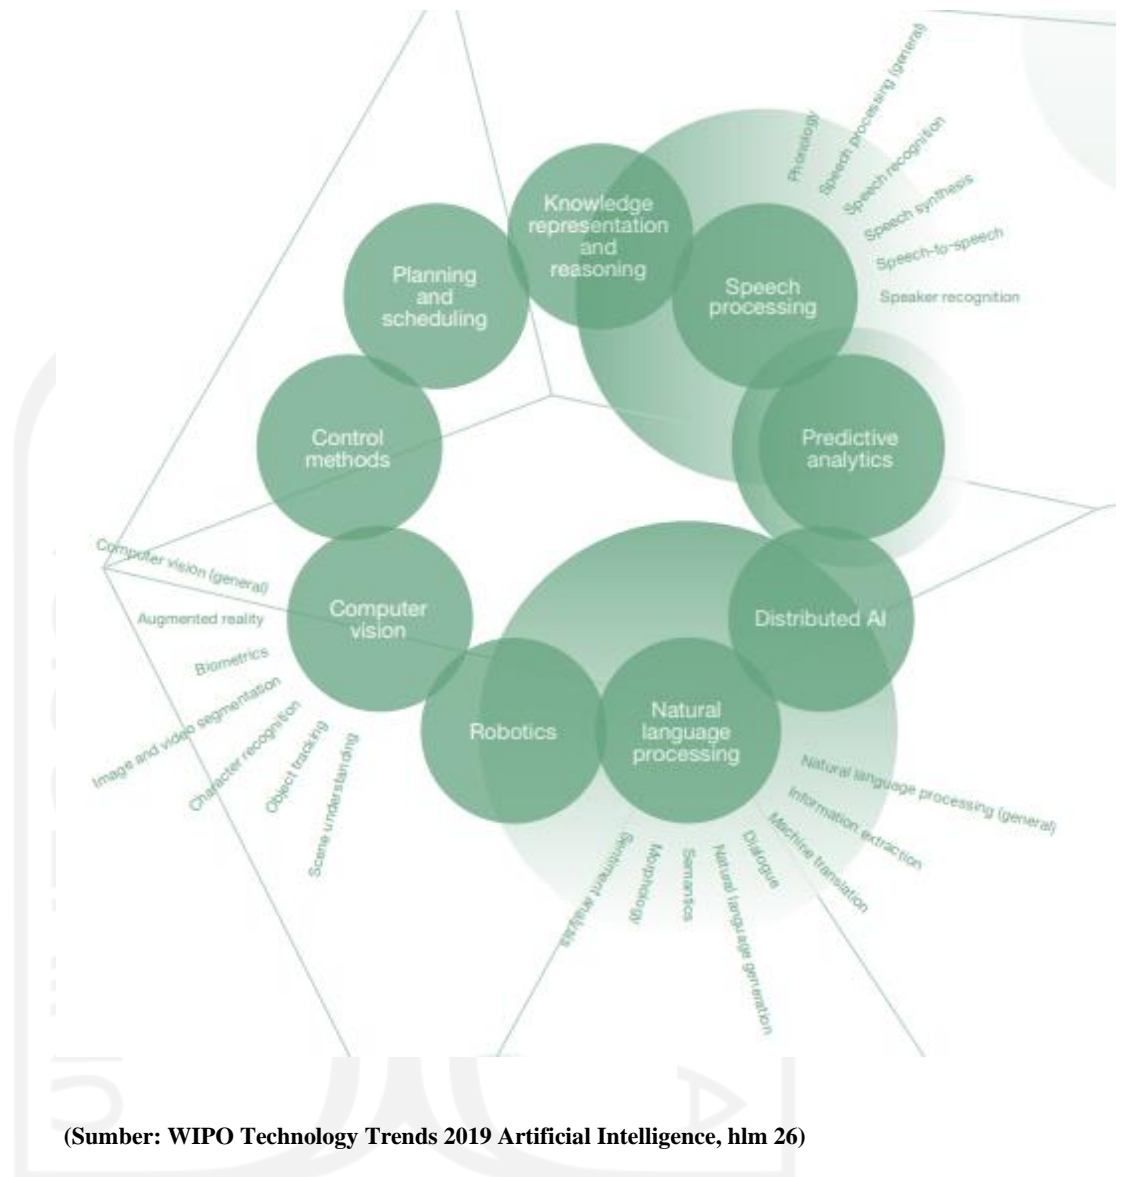 Phonology
Speech processing (general)
Speech recognition
Speech synthesis
Speech-to-speech
Speaker recognition
Knowledge
representation
and
reasoning
Planning
and
scheduling
Speech
processing
Control
methods
Predictive
analytics
Computer vision (general)
Augmented reality
Biometrics
Image and video segmentation
Character recognition
Object tracking
Scene understanding
Computer
vision
Distributed AI
Robotics
Natural
language
processing
Natural language processing (general)
Information extraction
Machine translation
Dialogue
Natural language generation
Semantics
Morphology
Sentiment analysis
(Sumber: WIPO Technology Trends 2019 Artificial Intelligence, hlm 26)